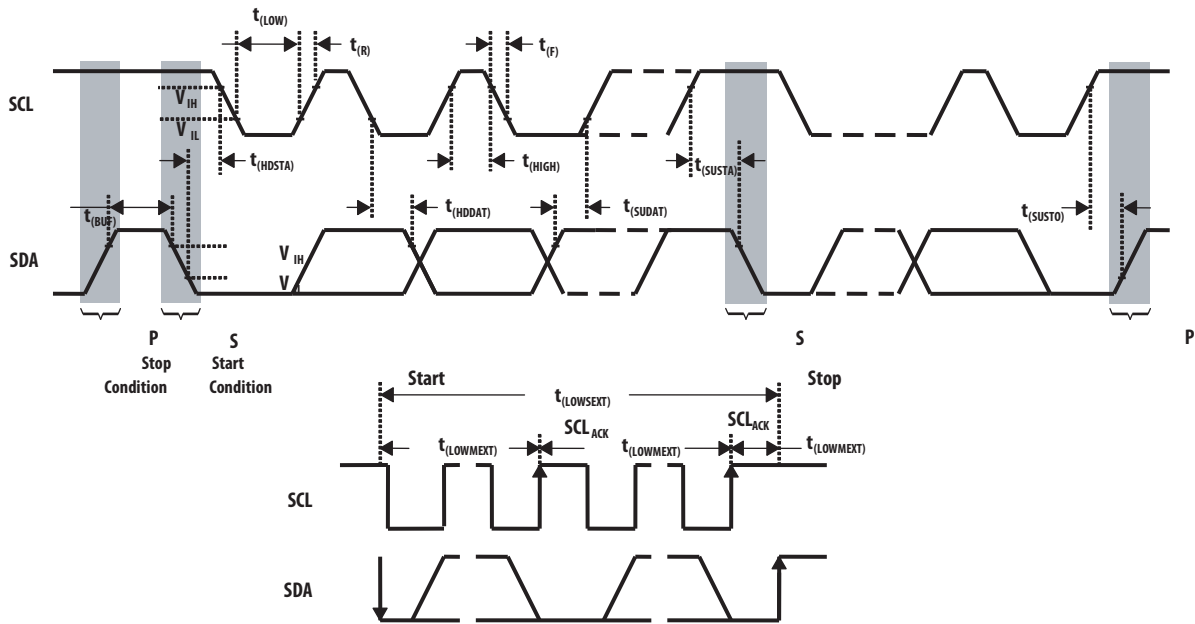 t(LOW)
t(R)
t(F)
SCL
VIH
VIL
t(HDSTA)
t(HIGH)
t(SUSTA)
t(BUF)
t(HDDAT)
t(SUDAT)
t(SUSTO)
SDA
VIH
V
P
S
S
P
Stop
Start
Condition
Condition
Start
Stop
t(LOWSEXT)
SCLACK
SCLACK
t(LOWMEXT)
t(LOWMEXT)
t(LOWMEXT)
SCL
SDA